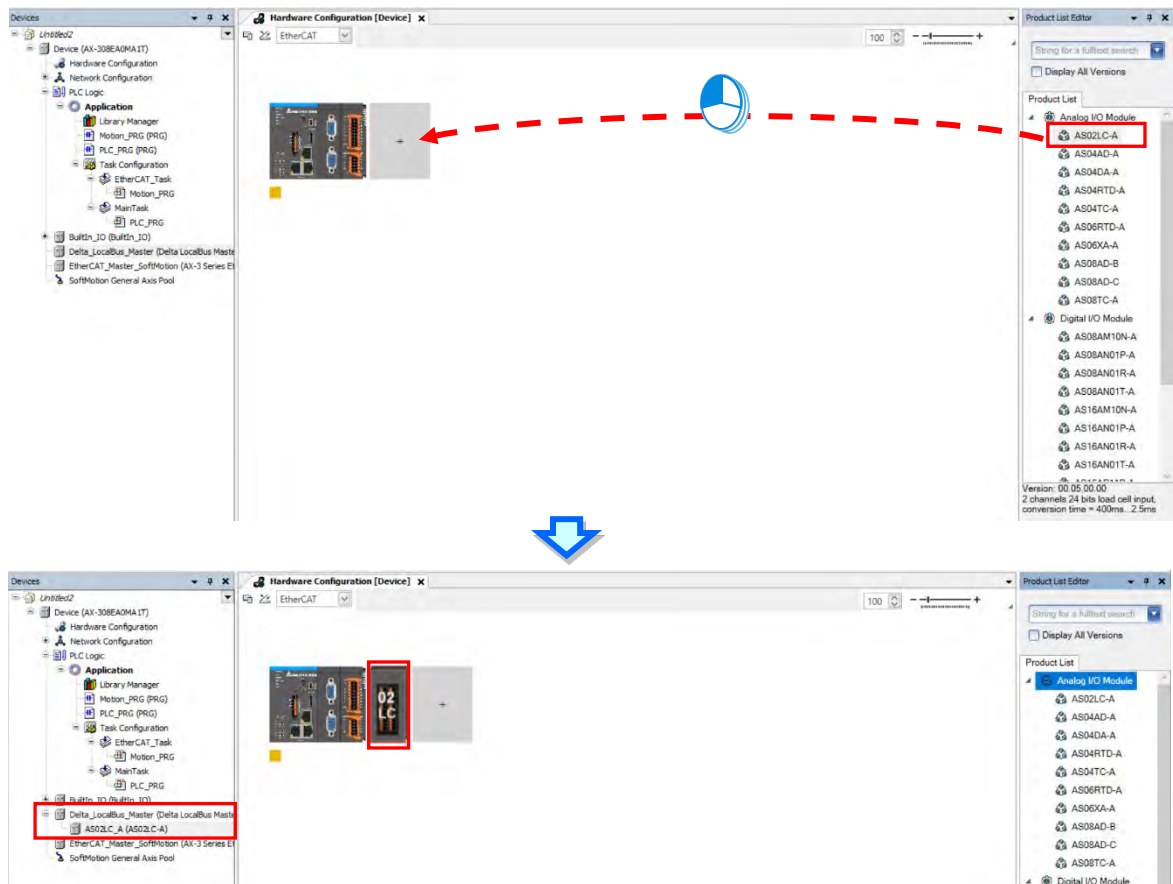 Devices
Untitled2
Device (AX-308EA0MA1T)
Hardware Configuration
Network Configuration
PLC Logic
Application
Library Manager
Motion_PRG (PRG)
PLC_PRG (PRG)
Task Configuration
EtherCAT_Task
Motion_PRG
MainTask
PLC_PRG
BuiltIn_IO (BuiltIn_IO)
Delta_LocalBus_Master (Delta LocalBus Maste
EtherCAT_Master_SoftMotion (AX-3 Series Et
SoftMotion General Axis Pool
Hardware Configuration [Device]
EtherCAT
100
+
Product List Editor
String for a fulltext search
Display All Versions
Product List
Analog I/O Module
AS02LC-A
AS04AD-A
AS04DA-A
AS04RTD-A
AS04TC-A
AS06RTD-A
AS06XA-A
AS08AD-B
AS08AD-C
AS08TC-A
Digital I/O Module
AS08AM10N-A
AS08AN01P-A
AS08AN01R-A
AS08AN01T-A
AS16AM10N-A
AS16AN01P-A
AS16AN01R-A
AS16AN01T-A
Version: 00.05.00.00
2 channels 24 bits load cell input,
conversion time = 400ms...2.5ms
Devices
Untitled2
Device (AX-308EA0MA1T)
Hardware Configuration
Network Configuration
PLC Logic
Application
Library Manager
Motion_PRG (PRG)
PLC_PRG (PRG)
Task Configuration
EtherCAT_Task
Motion_PRG
MainTask
PLC_PRG
BuiltIn_IO (BuiltIn_IO)
Delta_LocalBus_Master (Delta LocalBus Maste
AS02LC_A (AS02LC-A)
EtherCAT_Master_SoftMotion (AX-3 Series Et
SoftMotion General Axis Pool
Hardware Configuration [Device]
EtherCAT
100
02
LC
+
Product List Editor
String for a fulltext search
Display All Versions
Product List
Analog I/O Module
AS02LC-A
AS04AD-A
AS04DA-A
AS04RTD-A
AS04TC-A
AS06RTD-A
AS06XA-A
AS08AD-B
AS08AD-C
AS08TC-A
Digital I/O Module